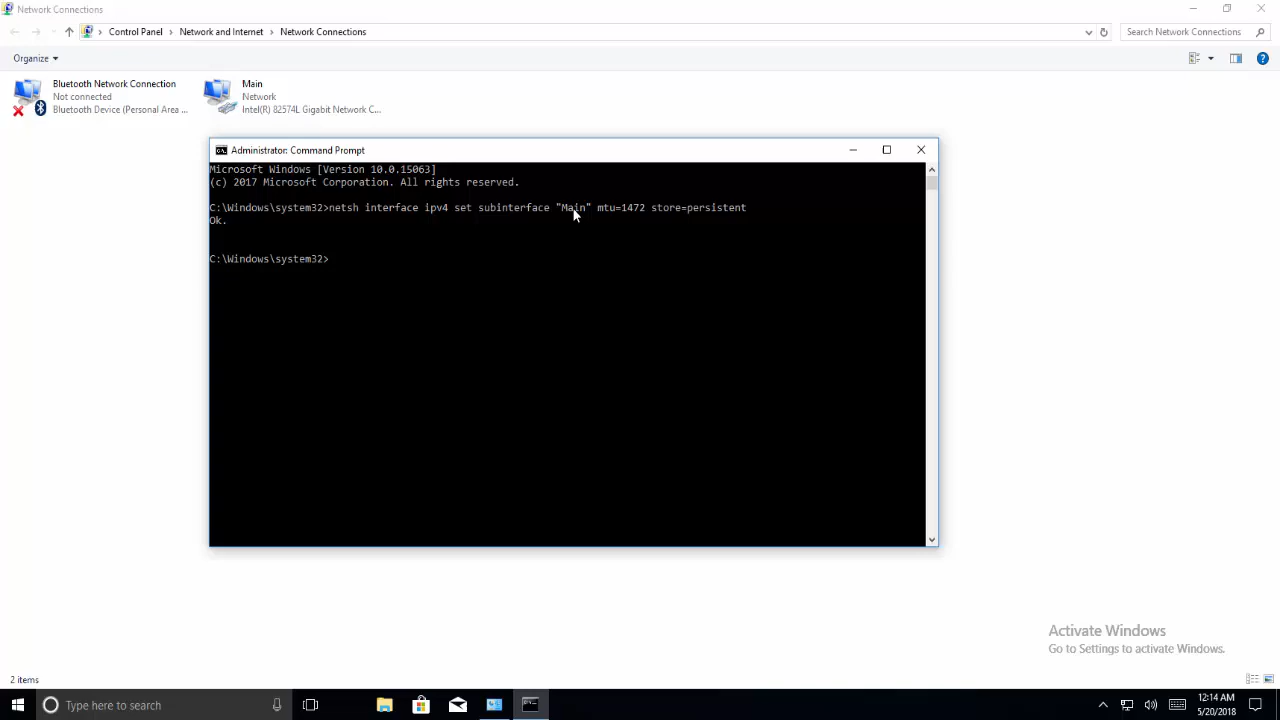 Network Connections
Control Panel > Network and Internet > Network Connections
Search Network Connections
Organize
Bluetooth Network Connection
Not connected
Bluetooth Device (Personal Area ...
Main
Network
Intel(R) 82574L Gigabit Network C...
Administrator: Command Prompt
Microsoft Windows [Version 10.0.15063]
(c) 2017 Microsoft Corporation. All rights reserved.
C:\Windows\system32>netsh interface ipv4 set subinterface "Main" mtu=1472 store=persistent
Ok.
C:\Windows\system32>
Activate Windows
Go to Settings to activate Windows.
2 items
Type here to search
12:14 AM
5/20/2018